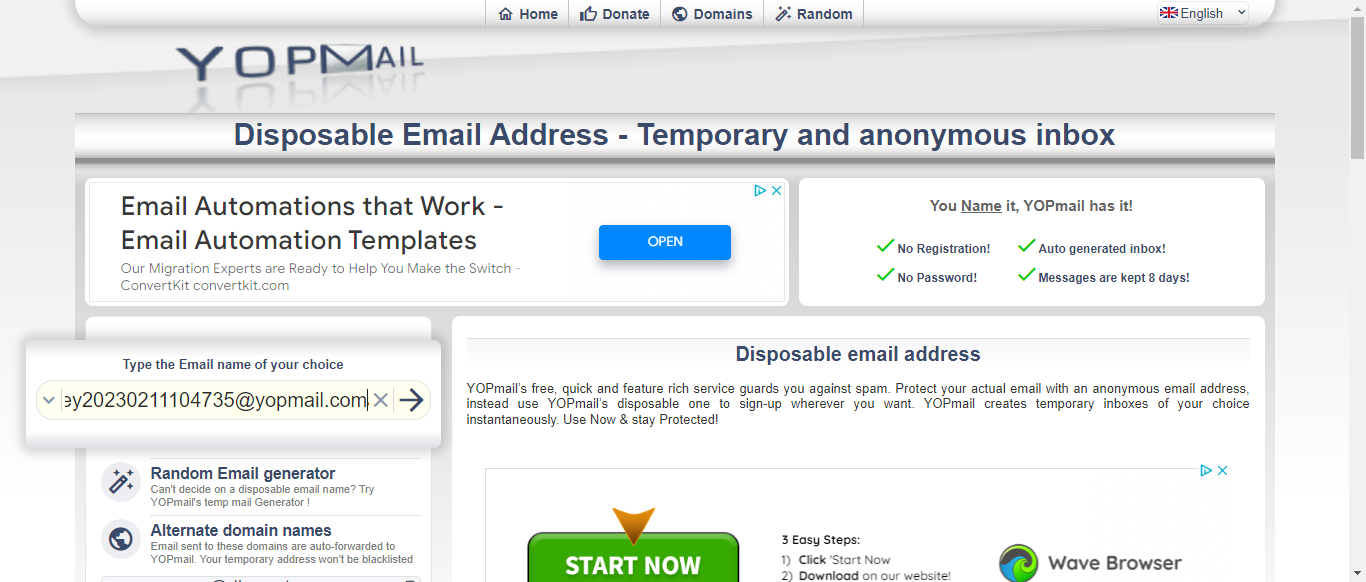 Home
Donate
Domains
Random
English
YOPMAIL
Disposable Email Address - Temporary and anonymous inbox
Email Automations that Work -
Email Automation Templates
Our Migration Experts are Ready to Help You Make the Switch -
ConvertKit convertkit.com
OPEN
You Name it, YOPmail has it!
No Registration!
Auto generated inbox!
No Password!
Messages are kept 8 days!
Type the Email name of your choice
ey20230211104735@yopmail.com
Random Email generator
Can't decide on a disposable email name? Try
YOPmail's temp mail Generator !
Alternate domain names
Email sent to these domains are auto-forwarded to
YOPmail. Your temporary address won't be blacklisted
Disposable email address
YOPmail's free, quick and feature rich service guards you against spam. Protect your actual email with an anonymous email address,
instead use YOPmail's disposable one to sign-up wherever you want. YOPmail creates temporary inboxes of your choice
instantaneously. Use Now & stay Protected!
START NOW
3 Easy Steps:
1) Click 'Start Now
2) Download on our website!
Wave Browser